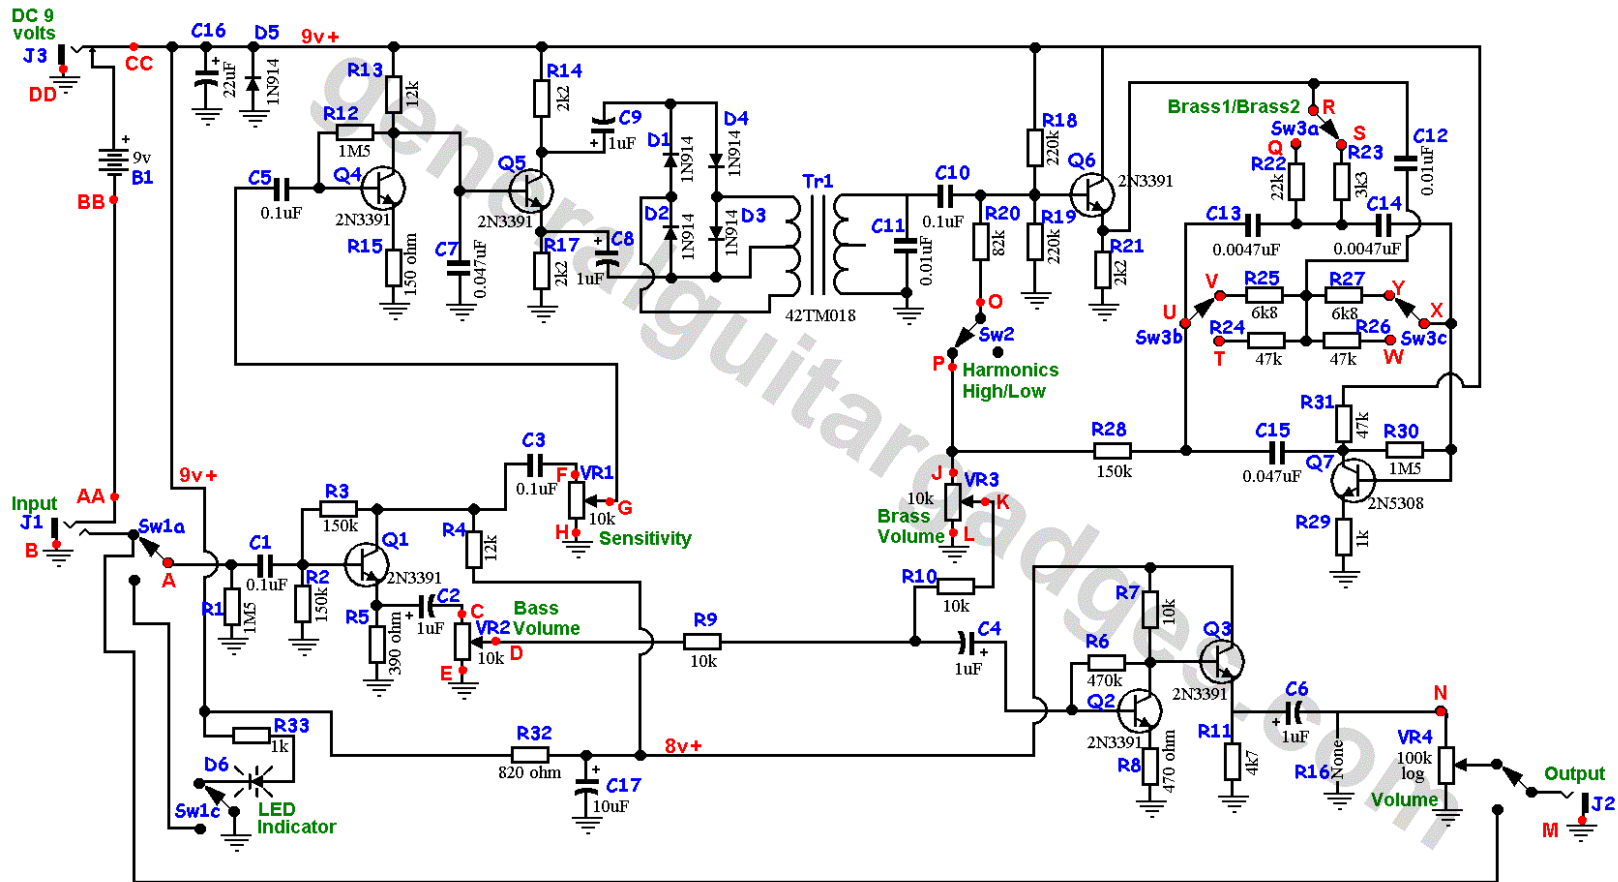 DC 9
volts
J3
CC
DD
C16
22uF
+
D5
1N914
9v+
R13
12k
R12
1M5
R14
2k2
C9
1uF
+
D1
1N914
D4
1N914
D2
1N914
D3
1N914
C5
0.1uF
Q4
2N3391
R15
150 ohm
C7
0.047uF
Q5
2N3391
R17
2k2
C8
1uF
+
Tr1
42TM018
C10
0.1uF
C11
0.01uF
R18
220k
R20
82k
R19
220k
Q6
2N3391
R21
2k2
O
Sw2
P
Harmonics
High/Low
Brass1/Brass2
R
Sw3a
S
Q
R22
22k
R23
3k3
C12
0.01uF
C13
0.0047uF
C14
0.0047uF
V
R25
6k8
R27
6k8
Y
U
X
Sw3b
R24
47k
R26
47k
Sw3c
T
W
R31
47k
R30
1M5
R28
150k
C15
0.047uF
Q7
2N5308
R29
1k
+
9v
B1
BB
AA
9v+
Input
J1
B
Sw1a
A
C1
0.1uF
R1
1M5
R2
150k
R3
150k
Q1
2N3391
R4
12k
C3
0.1uF
F
VR1
G
10k
H
Sensitivity
R5
390 ohm
C2
1uF
+
C
Bass
Volume
VR2
10k
D
E
R9
10k
J
VR3
10k
K
Brass
Volume
L
R10
10k
C4
1uF
+
R7
10k
R6
470k
Q3
2N3391
Q2
2N3391
R8
470 ohm
R11
4k7
C6
1uF
+
R16
None
N
VR4
100k
log
Volume
Output
J2
M
R33
1k
D6
LED
Indicator
Sw1c
R32
820 ohm
8v+
C17
10uF
+
generalguitargadges.com